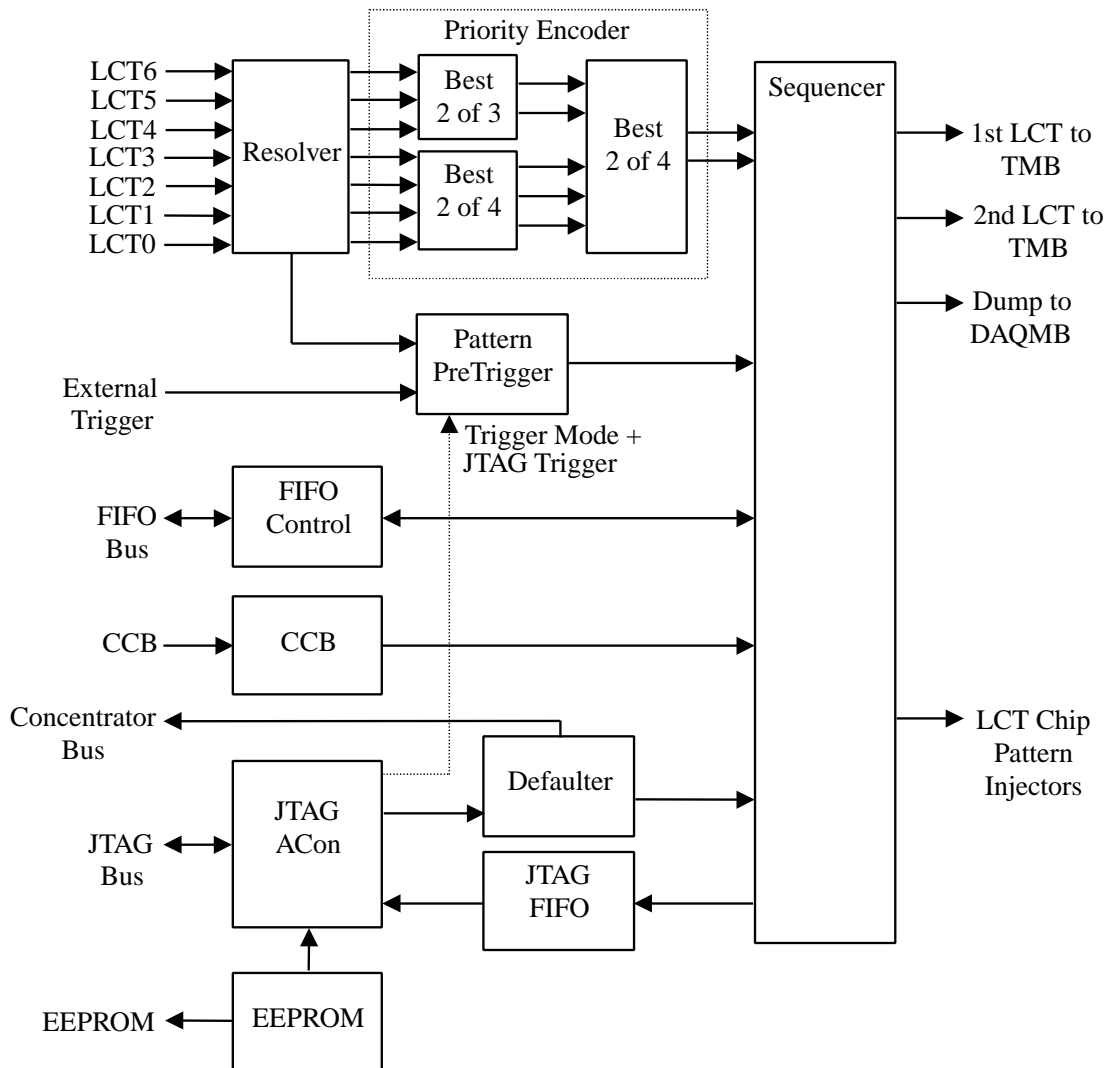 Priority Encoder
LCT6
LCT5
LCT4
LCT3
LCT2
LCT1
LCT0
Resolver
Best
2 of 3
Best
2 of 4
Best
2 of 4
Sequencer
1st LCT to
TMB
2nd LCT to
TMB
Dump to
DAQMB
Pattern
PreTrigger
External
Trigger
Trigger Mode +
JTAG Trigger
FIFO
Bus
FIFO
Control
CCB
CCB
Concentrator
Bus
Defaulter
LCT Chip
Pattern
Injectors
JTAG
Bus
JTAG
ACon
JTAG
FIFO
EEPROM
EEPROM